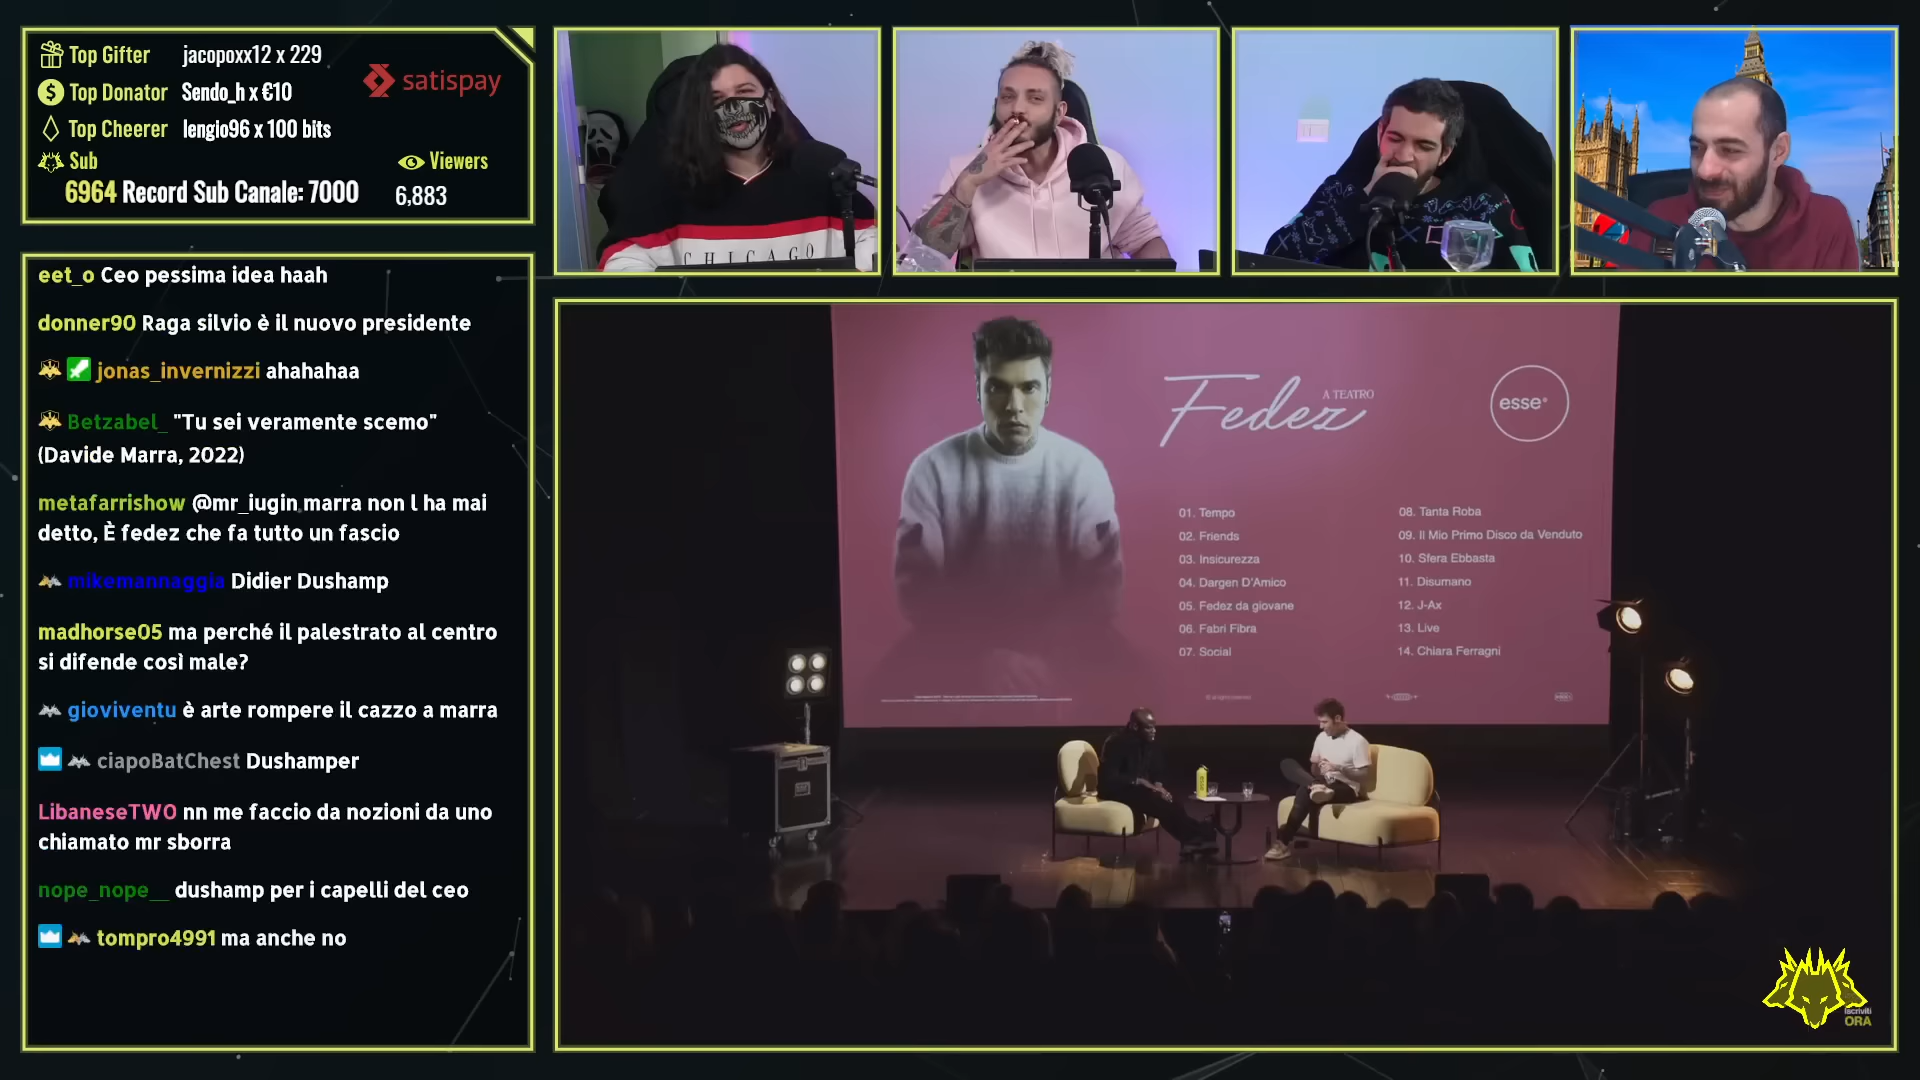 Top Gifter jacopoxx12 x 229
satispay
Top Donator Sendo_h x €10
Top Cheerer lengio96 x 100 bits
Sub
Viewers
6964 Record Sub Canale: 7000
6,883
eet_o Ceo pessima idea haah
donner90 Raga silvio è il nuovo presidente
jonas_invernizzi ahahahaa
Betzabel_ "Tu sei veramente scemo"
(Davide Marra, 2022)
metafarrishow @mr_iugin marra non l ha mai
detto, È fedez che fa tutto un fascio
mikemannaggia Didier Dushamp
madhorse05 ma perché il palestrato al centro
si difende così male?
gioviventu è arte rompere il cazzo a marra
ciapoBatChest Dushamper
LibaneseTWO nn me faccio da nozioni da uno
chiamato mr sborra
nope_nope__ dushamp per i capelli del ceo
tompro4991 ma anche no
CHICAGO
Fedez
A TEATRO
esse
01. Tempo
02. Friends
03. Insicurezza
04. Dargen D'Amico
05. Fedez da giovane
06. Fabri Fibra
07. Social
08. Tanta Roba
09. Il Mio Primo Disco da Venduto
10. Sfera Ebbasta
11. Disumano
12. J-Ax
13. Live
14. Chiara Ferragni
Iscriviti
ORA